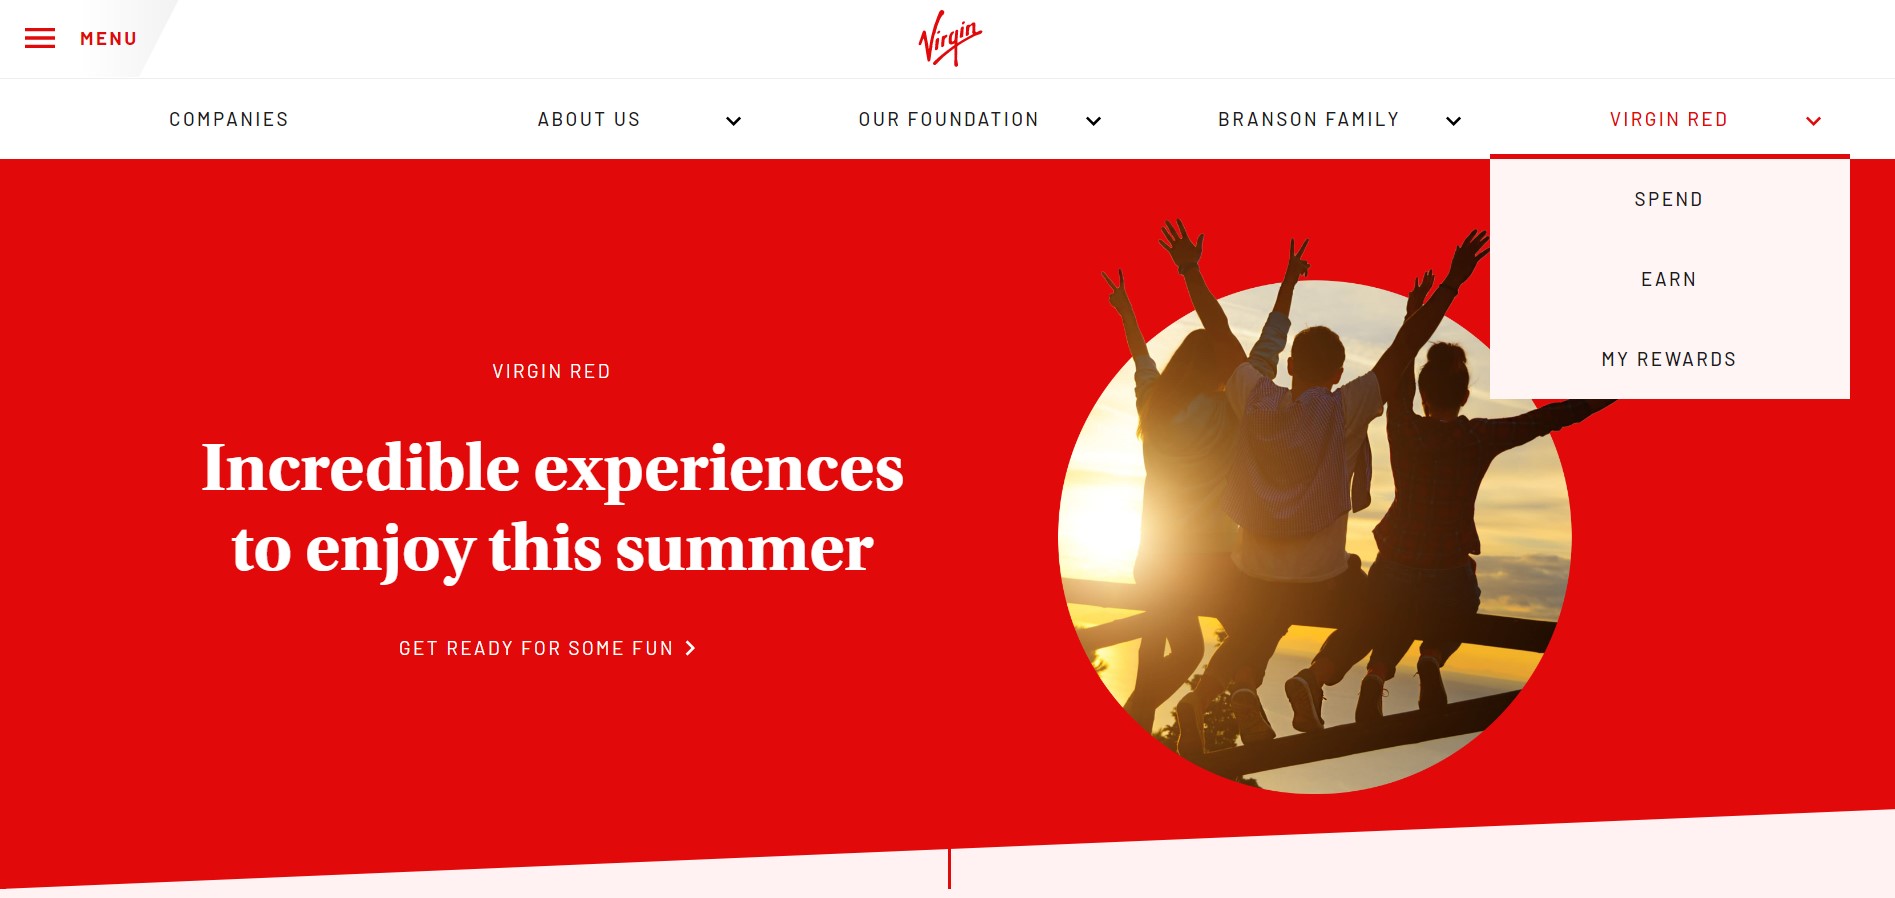 MENU
Virgin
COMPANIES
ABOUT US
OUR FOUNDATION
BRANSON FAMILY
VIRGIN RED
SPEND
EARN
MY REWARDS
VIRGIN RED
Incredible experiences
to enjoy this summer
GET READY FOR SOME FUN